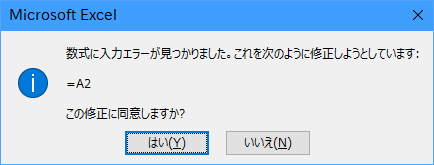 Microsoft Excel
数式に入力エラーが見つかりました。これを次のように修正しようとしています:
=A2
この修正に同意しますか?
はい(Y)
いいえ(N)